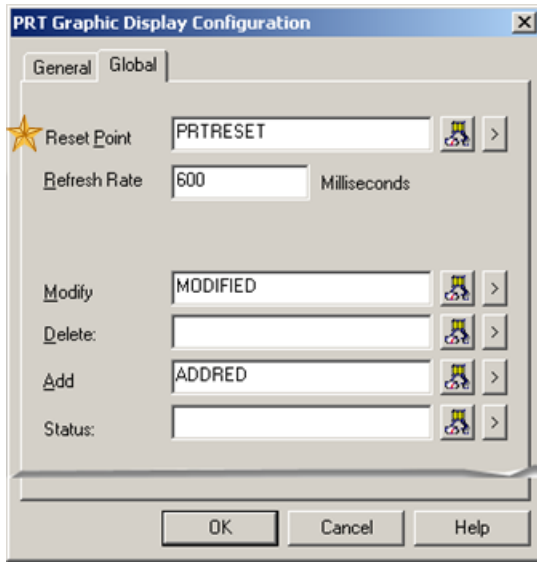 PRT Graphic Display Configuration
General Global
Reset Point PRTRESET >
Refresh Rate 600 Milliseconds
Modify MODIFIED >
Delete: >
Add ADDRED >
Status: >
OK Cancel Help